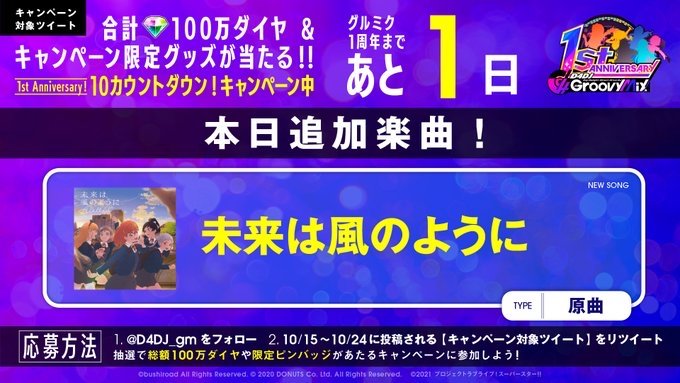 キャンペーン
対象ツイート
合計 100万ダイヤ &
キャンペーン限定グッズが当たる!!
1st Anniversary! 10カウントダウン!キャンペーン中
グルミク
1周年まで
あと1日
1st
ANNIVERSARY
D4DJ
GroovyMix
本日追加楽曲!
NEW SONG
未来は
風のように
未来は風のように
TYPE 原曲
応募方法
1. @D4DJ_gm をフォロー 2. 10/15~10/24に投稿される【キャンペーン対象ツイート】をリツイート
抽選で総額100万ダイヤや限定ピンバッジがあたるキャンペーンに参加しよう!
©bushiroad All Rights Reserved. © 2020 DONUTS Co. Ltd. All Rights Reserved. ©2021 プロジェクトラブライブ!スーパースター!!